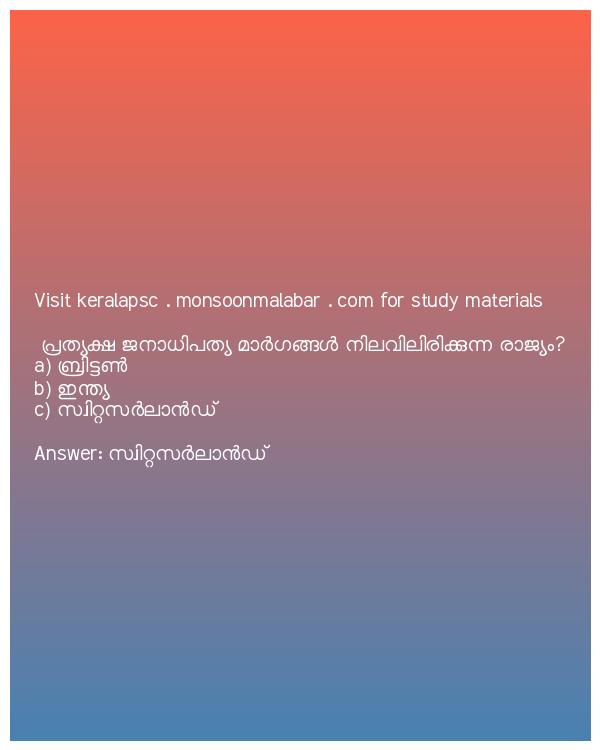 Visit keralapsc . monsoonmalabar . com for study materials
പ്രത്യക്ഷ ജനാധിപത്യ മാർഗങ്ങൾ നിലവിലിരിക്കുന്ന രാജ്യം?
a) ബ്രിട്ടൺ
b) ഇന്ത്യ
c) സ്വിറ്റസർലാൻഡ്
Answer: സ്വിറ്റസർലാൻഡ്